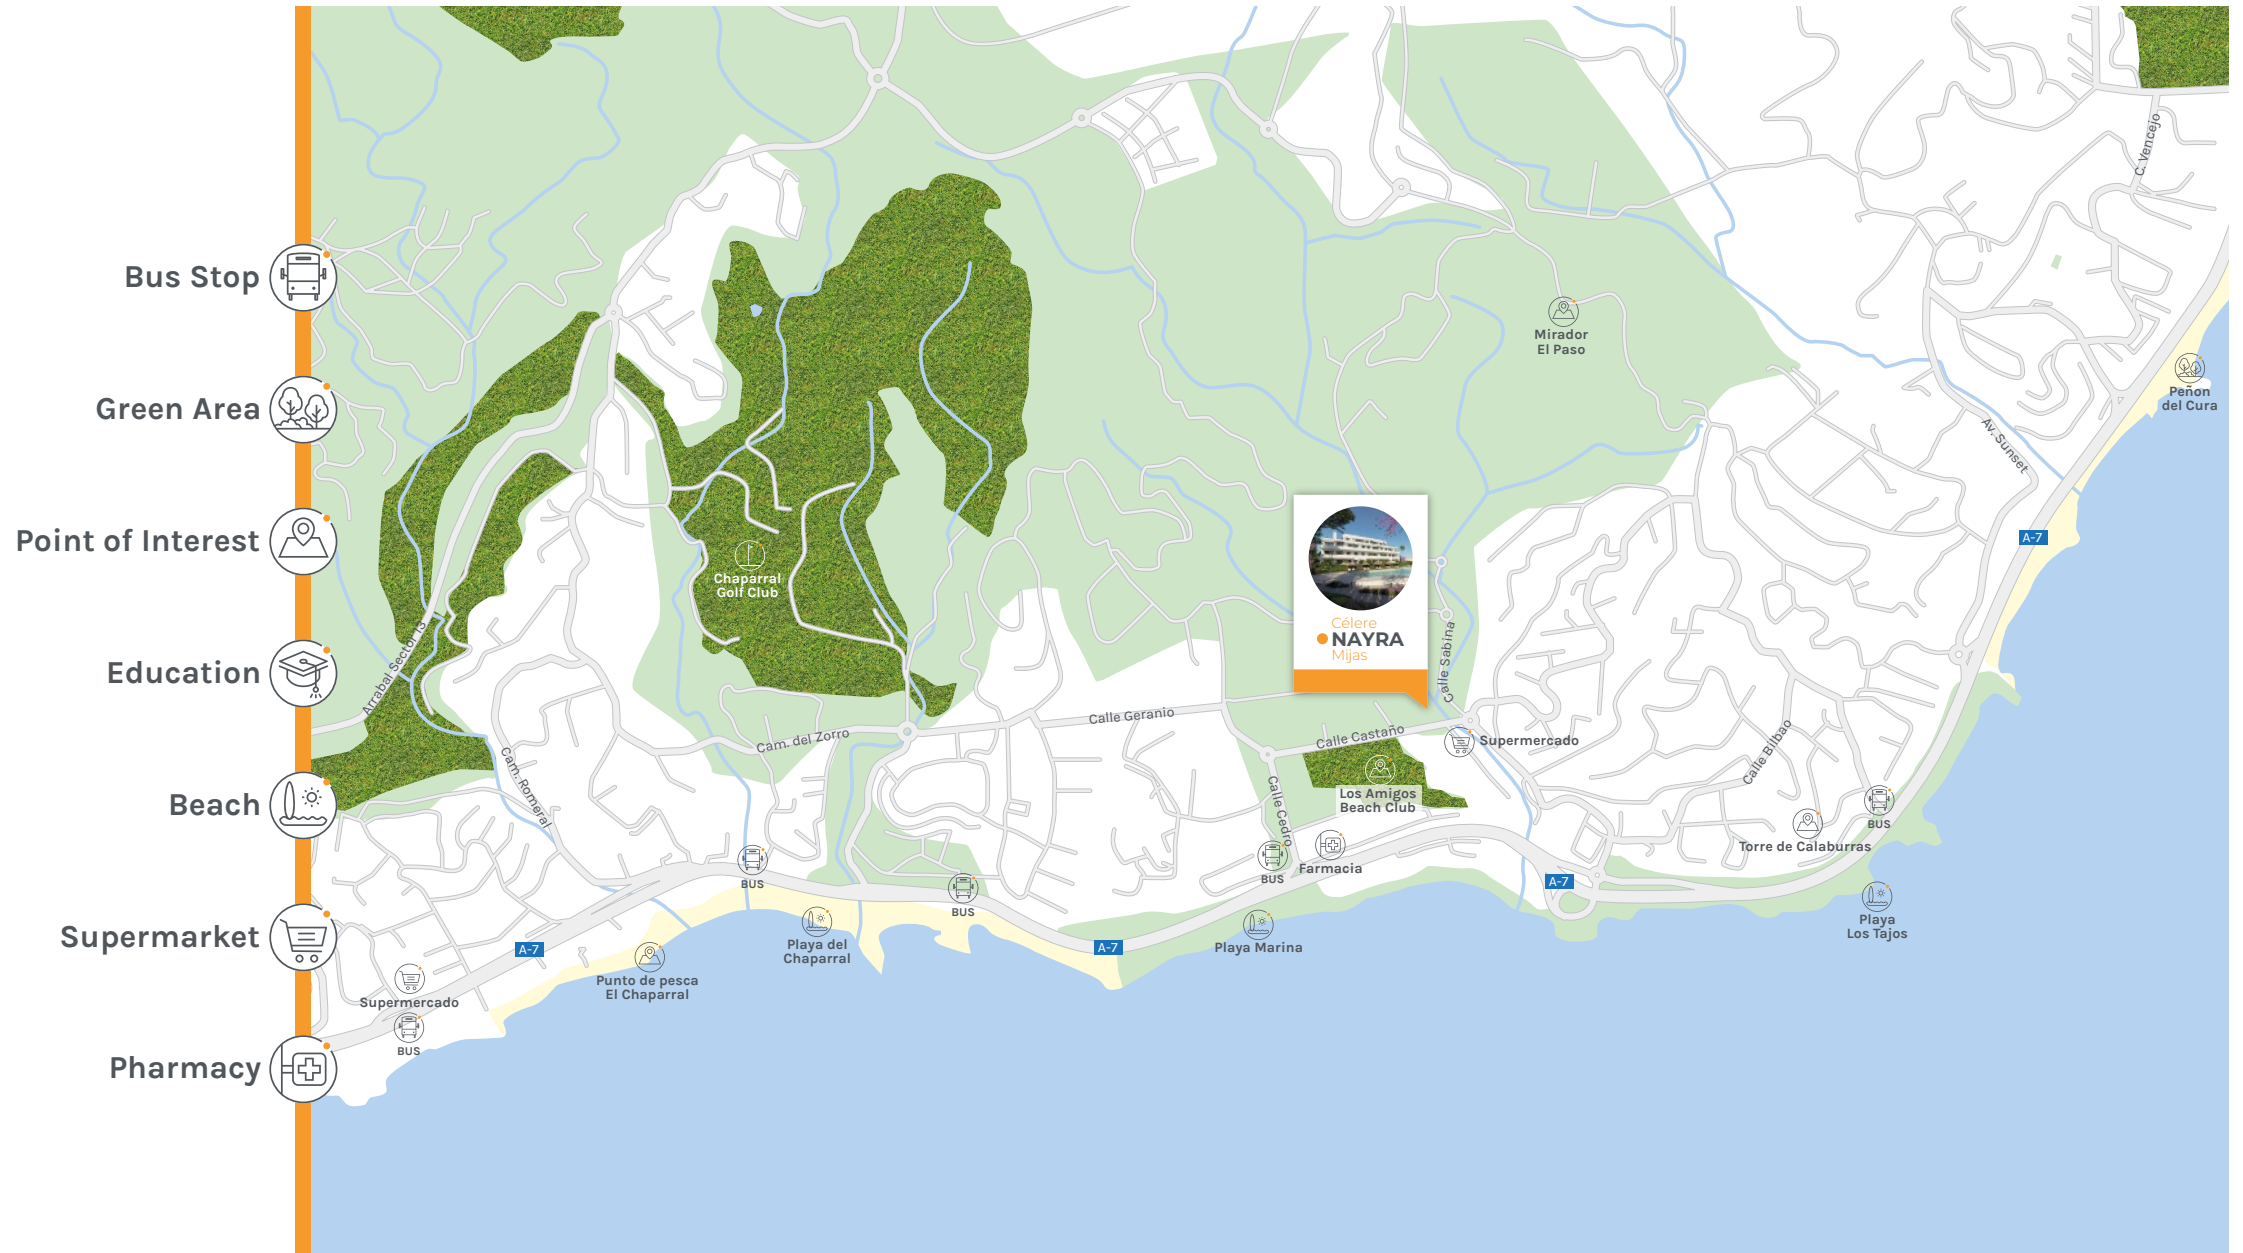 Bus Stop
Green Area
Point of Interest
Education
Beach
Supermarket
Pharmacy
C. Vencejo
Mirador
El Paso
Peñon
del Cura
Av. Sunset
A-7
Chaparral
Golf Club
Célere
NAYRA
Mijas
Arrabal Sector 13
Calle Sabina
Calle Geranio
Cam. del Zorro
Calle Castaño
Supermercado
Calle Bilbao
Cam. Romeral
Calle Cedro
Los Amigos
Beach Club
BUS
Torre de Calaburras
Farmacia
BUS
BUS
BUS
A-7
Playa
Los Tajos
Playa Marina
A-7
Playa del
Chaparral
A-7
Punto de pesca
El Chaparral
Supermercado
BUS